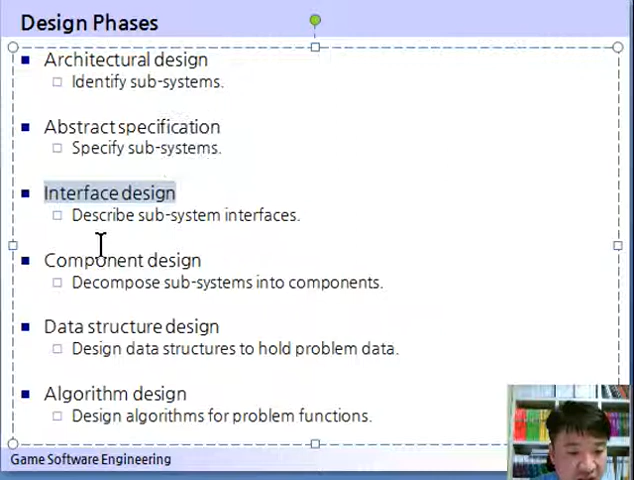 Design Phases
Architectural design
Identify sub-systems.
Abstract specification
Specify sub-systems.
Interface design
Describe sub-system interfaces.
Component design
Decompose sub-systems into components.
Data structure design
Design data structures to hold problem data.
Algorithm design
Design algorithms for problem functions.
Game Software Engineering